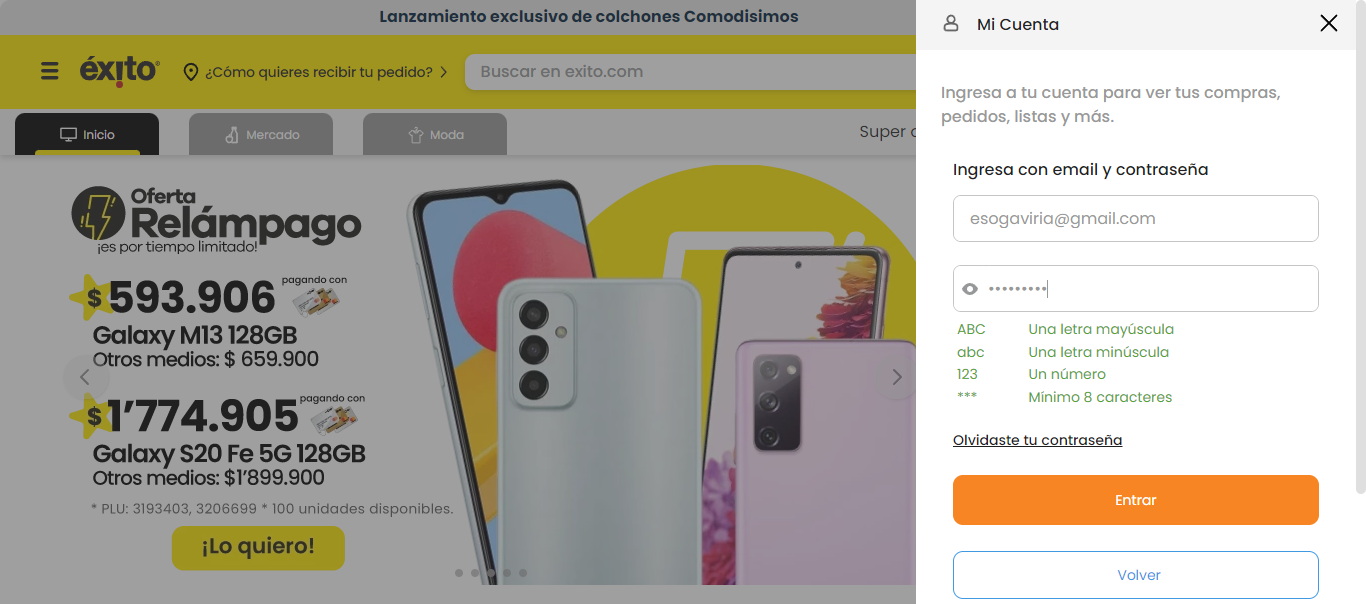 Lanzamiento exclusivo de colchones Comodisimos
éxito
¿Cómo quieres recibir tu pedido?
Buscar en exito.com
Inicio
Mercado
Moda
Super
Oferta
Relámpago
¡es por tiempo limitado!
$593.906
pagando con
Galaxy M13 128GB
Otros medios: $ 659.900
$1'774.905
pagando con
Galaxy S20 Fe 5G 128GB
Otros medios: $1'899.900
* PLU: 3193403, 3206699 * 100 unidades disponibles.
¡Lo quiero!
Mi Cuenta
Ingresa a tu cuenta para ver tus compras,
pedidos, listas y más.
Ingresa con email y contraseña
esogaviria@gmail.com
•••••••••
ABC Una letra mayúscula
abc Una letra minúscula
123 Un número
*** Mínimo 8 caracteres
Olvidaste tu contraseña
Entrar
Volver